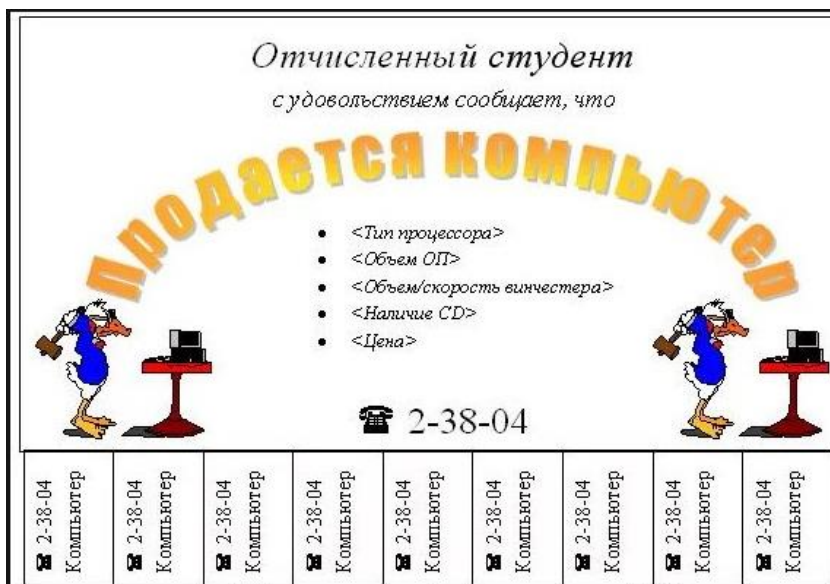 Отчисленный студент
с удовольствием сообщает, что
Продается компьютер
• <Тип процессора>
• <Объем ОП>
• <Объем/скорость винчестера>
• <Наличие CD>
• <Цена>
☎ 2-38-04
☎ 2-38-04
Компьютер
☎ 2-38-04
Компьютер
☎ 2-38-04
Компьютер
☎ 2-38-04
Компьютер
☎ 2-38-04
Компьютер
☎ 2-38-04
Компьютер
☎ 2-38-04
Компьютер
☎ 2-38-04
Компьютер
☎ 2-38-04
Компьютер